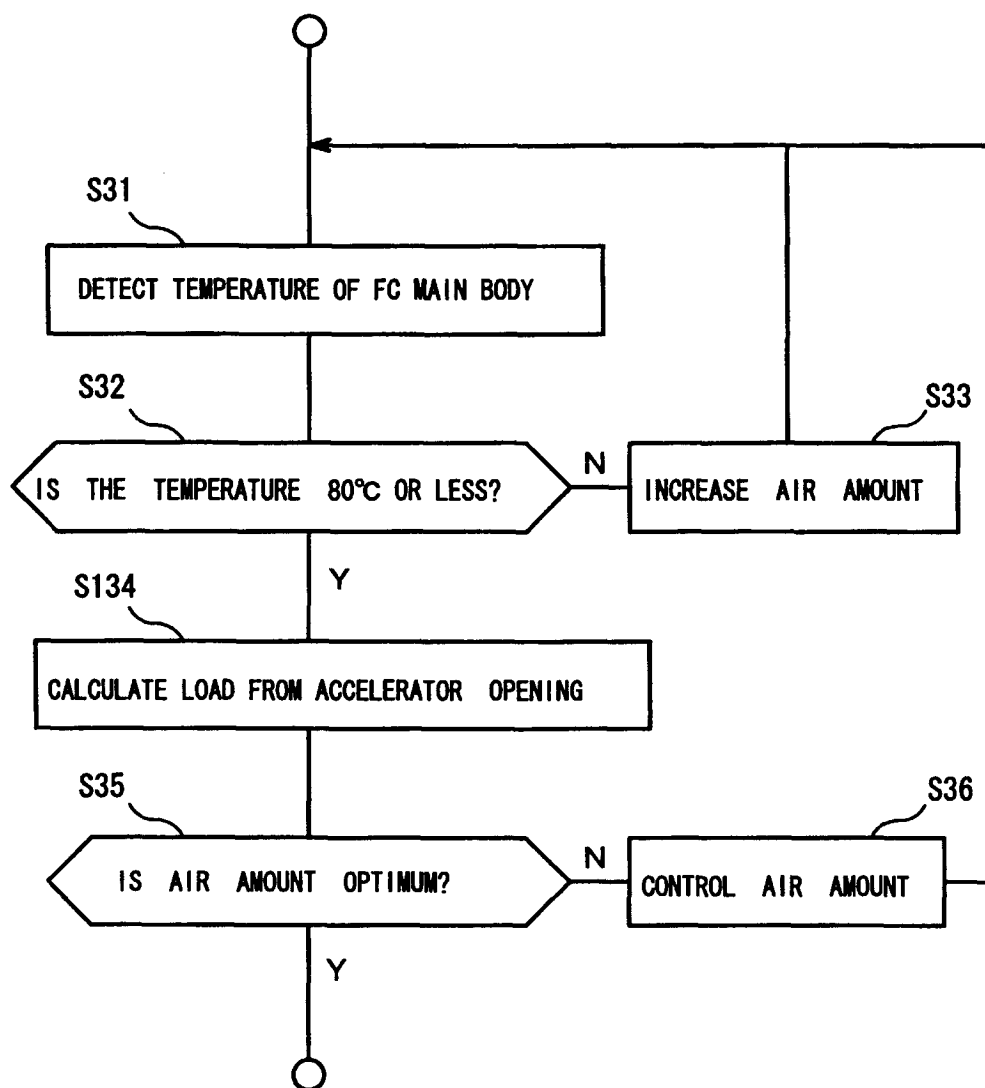 S31
DETECT TEMPERATURE OF FC MAIN BODY
S32
IS THE TEMPERATURE 80°C OR LESS?
N
S33
INCREASE AIR AMOUNT
Y
S134
CALCULATE LOAD FROM ACCELERATOR OPENING
S35
IS AIR AMOUNT OPTIMUM?
N
S36
CONTROL AIR AMOUNT
Y